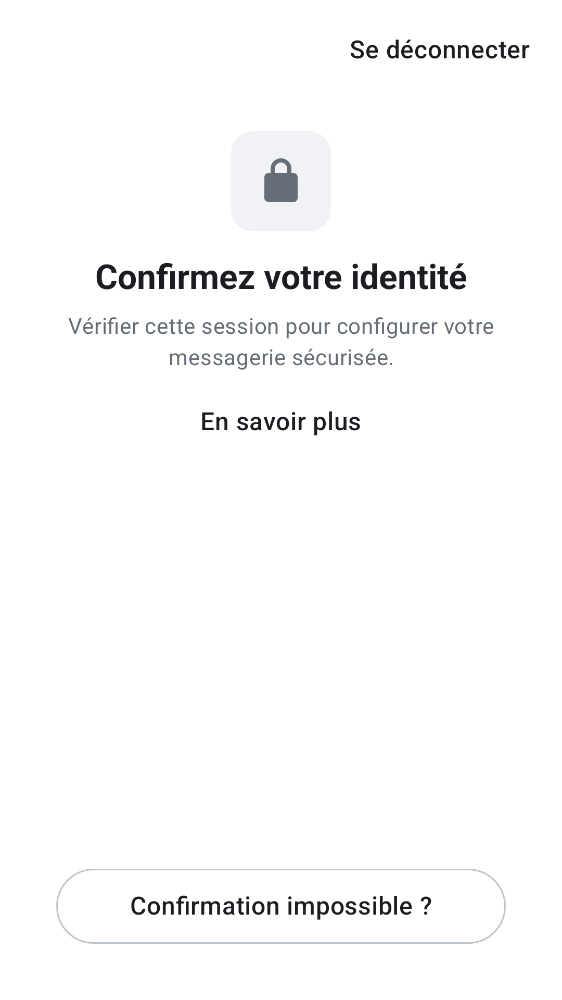 Se déconnecter
Confirmez votre identité
Vérifier cette session pour configurer votre
messagerie sécurisée.
En savoir plus
Confirmation impossible ?